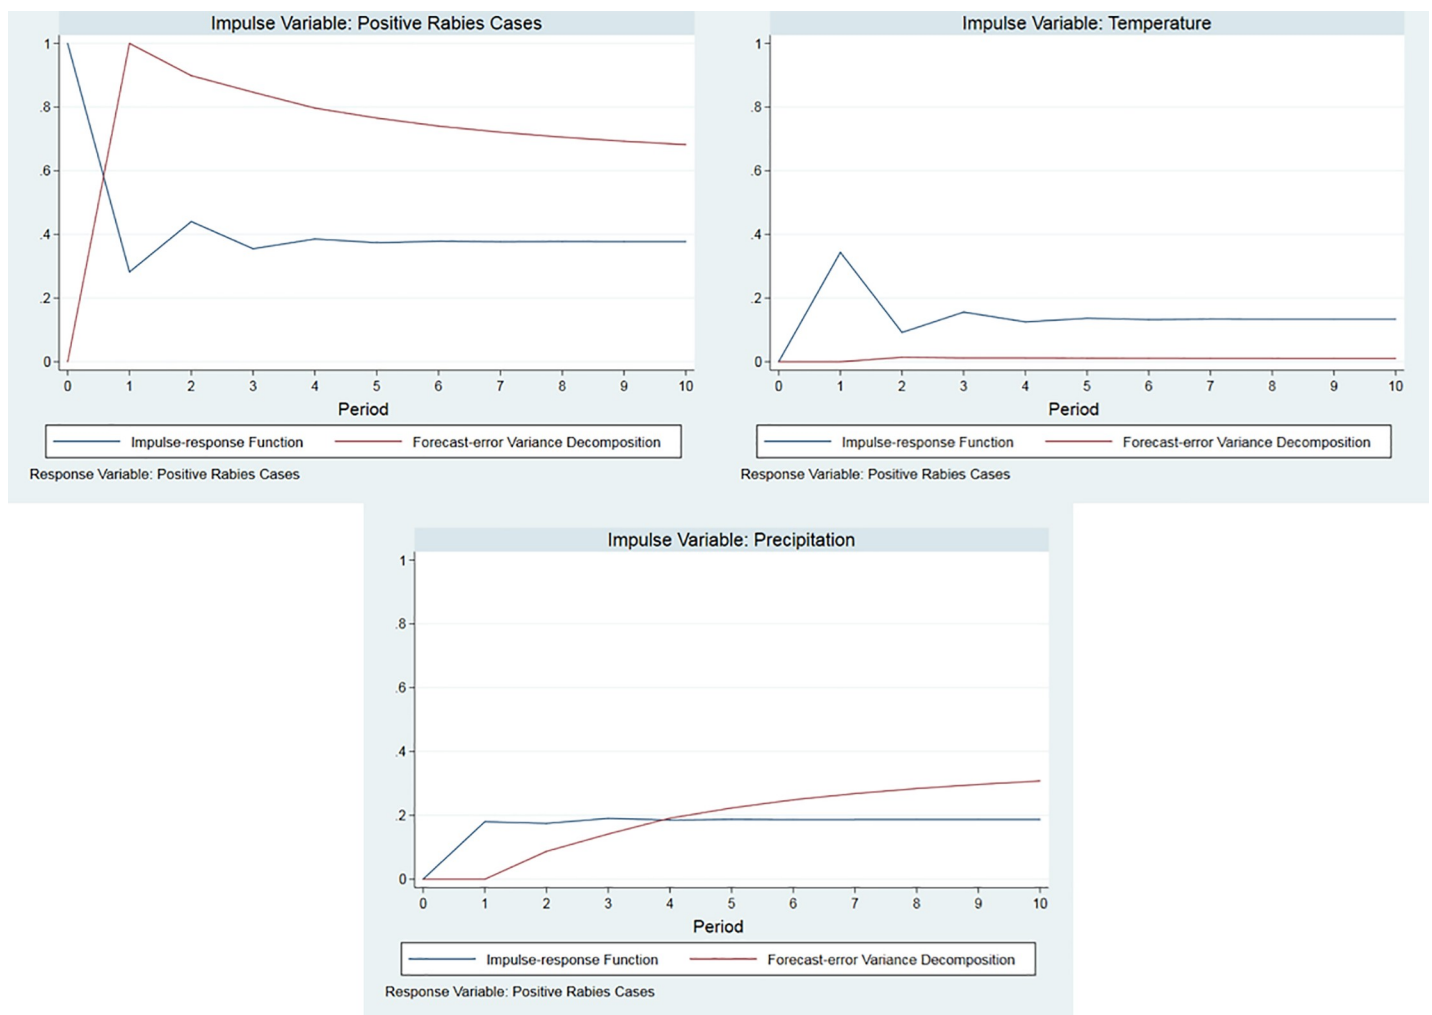 Impulse Variable: Positive Rabies Cases
1
.8
.6
.4
.2
0
0 1 2 3 4 5 6 7 8 9 10
Period
Impulse-response Function Forecast-error Variance Decomposition
Response Variable: Positive Rabies Cases
Impulse Variable: Temperature
1
.8
.6
.4
.2
0
0 1 2 3 4 5 6 7 8 9 10
Period
Impulse-response Function Forecast-error Variance Decomposition
Response Variable: Positive Rabies Cases
Impulse Variable: Precipitation
1
.8
.6
.4
.2
0
0 1 2 3 4 5 6 7 8 9 10
Period
Impulse-response Function Forecast-error Variance Decomposition
Response Variable: Positive Rabies Cases